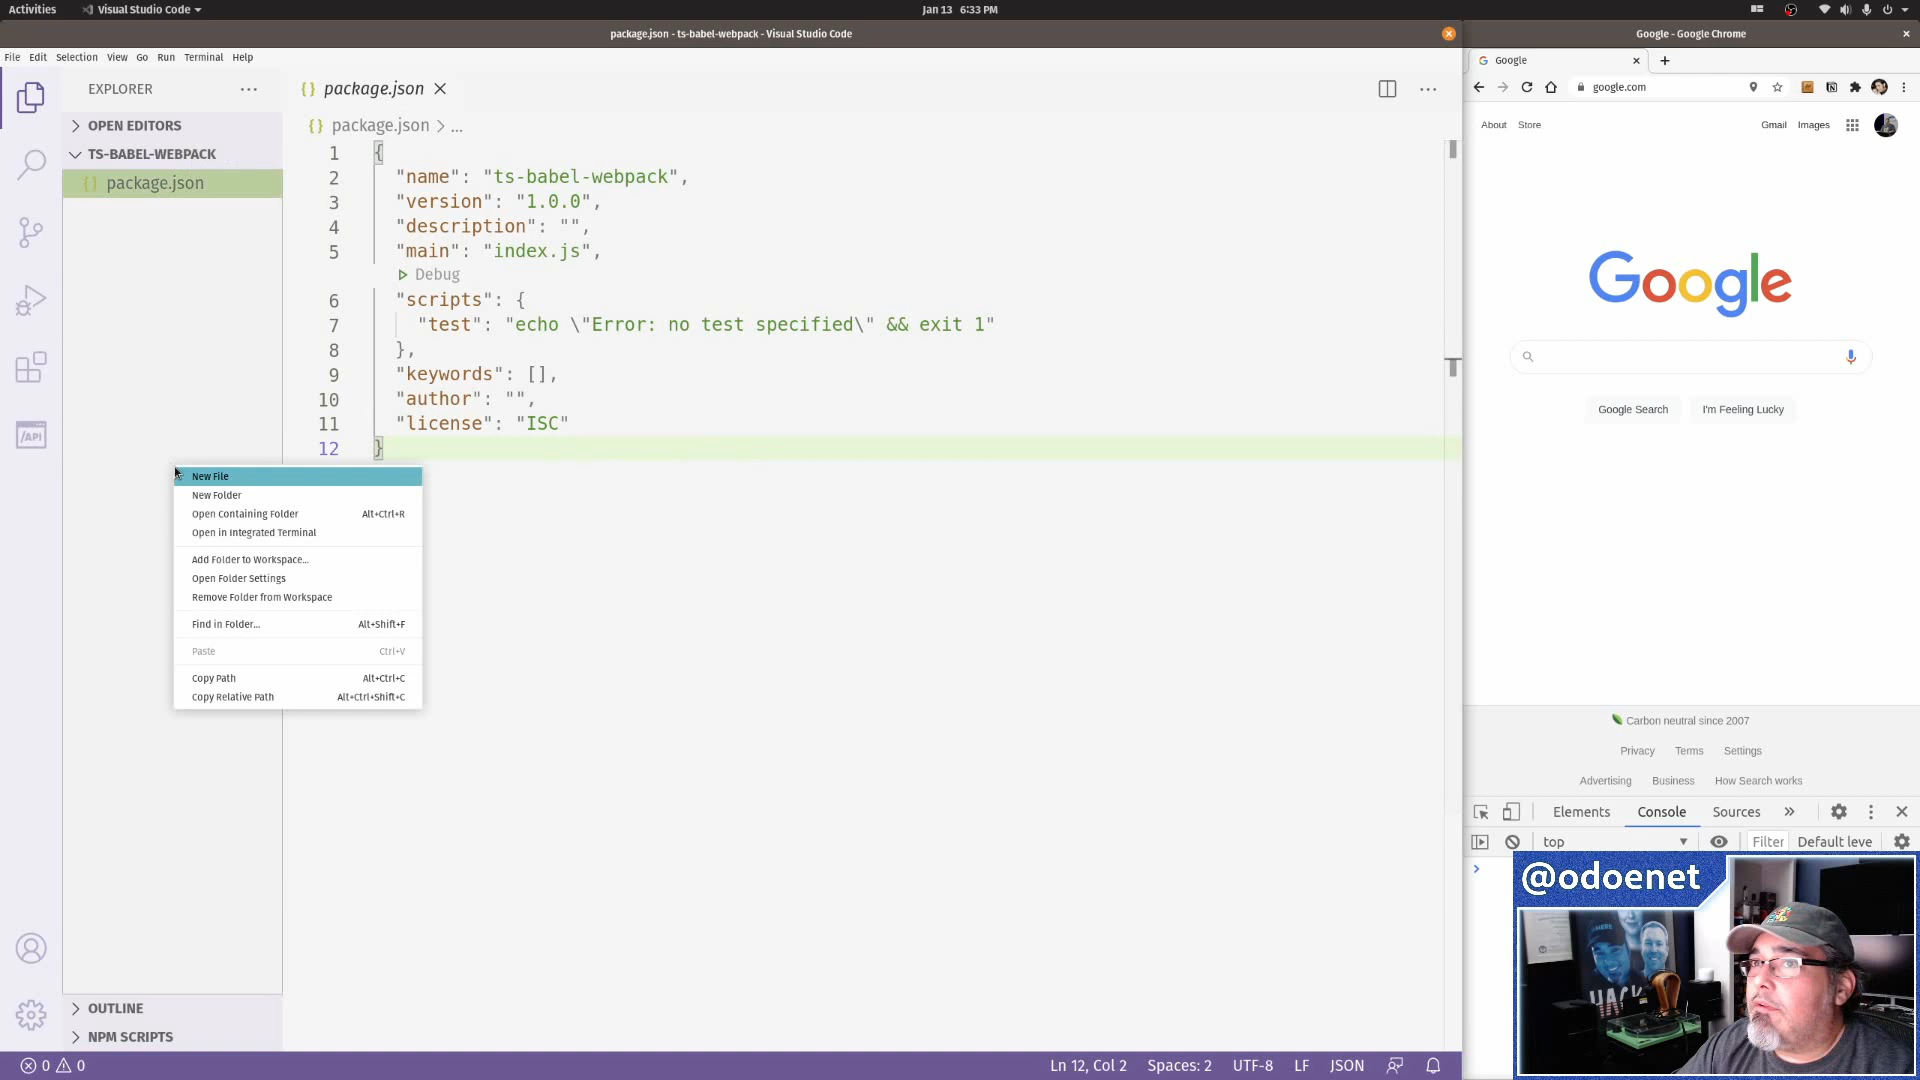 Activities
Visual Studio Code
Jan 13 6:33 PM
package.json - ts-babel-webpack - Visual Studio Code
File Edit Selection View Go Run Terminal Help
EXPLORER
OPEN EDITORS
TS-BABEL-WEBPACK
{} package.json
OUTLINE
NPM SCRIPTS
/API
{} package.json
{} package.json > ...
1 {
2 "name": "ts-babel-webpack",
3 "version": "1.0.0",
4 "description": "",
5 "main": "index.js",
Debug
6 "scripts": {
7 "test": "echo \"Error: no test specified\" && exit 1"
8 },
9 "keywords": [],
10 "author": "",
11 "license": "ISC"
12 }
New File
New Folder
Open Containing Folder Alt+Ctrl+R
Open in Integrated Terminal
Add Folder to Workspace...
Open Folder Settings
Remove Folder from Workspace
Find in Folder... Alt+Shift+F
Paste Ctrl+V
Copy Path Alt+Ctrl+C
Copy Relative Path Alt+Ctrl+Shift+C
0 0
Ln 12, Col 2 Spaces: 2 UTF-8 LF JSON
Google - Google Chrome
Google
google.com
About Store Gmail Images
Google
Google Search I'm Feeling Lucky
Carbon neutral since 2007
Privacy Terms Settings
Advertising Business How Search works
Elements Console Sources
top Filter Default leve
@odoenet
HACK